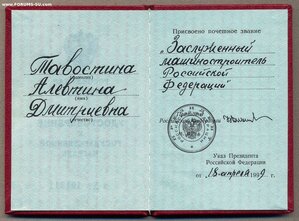 © www.FORUMS-SU.com
Тавостина
(фамилия)
Алевтина
(имя)
Дмитриевна
(отчество)
Присвоено почетное звание
„Заслуженный
машиностроитель
Российской
Федерации"
Указ Президента
Российской Федерации
от „18 апреля 1999 г.